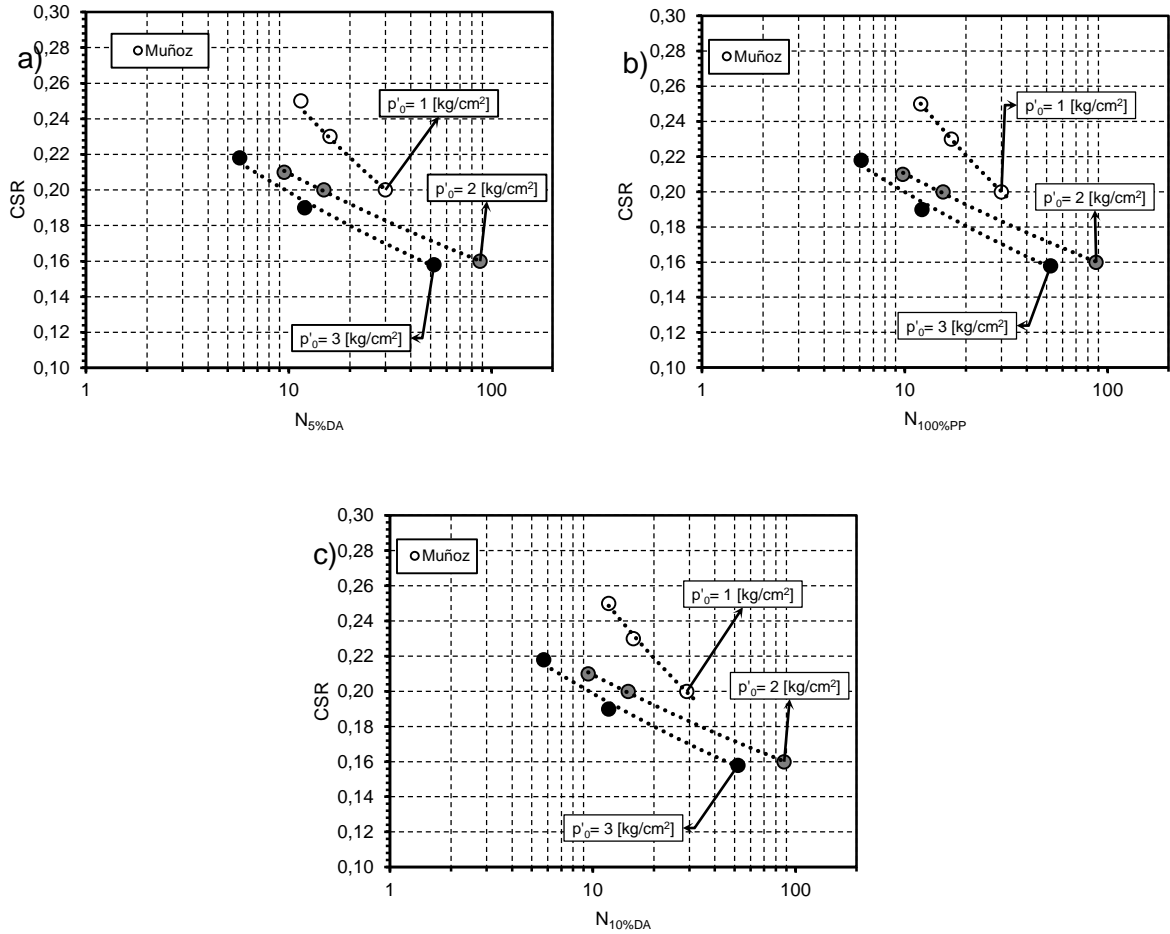 a)
Muñoz
0,30
0,28
0,26
0,24
0,22
0,20
0,18
0,16
0,14
0,12
0,10
CSR
p'0= 1 [kg/cm2]
p'0= 2 [kg/cm2]
p'0= 3 [kg/cm2]
1
10
100
N5%DA
b)
Muñoz
0,30
0,28
0,26
0,24
0,22
0,20
0,18
0,16
0,14
0,12
0,10
CSR
p'0= 1 [kg/cm2]
p'0= 2 [kg/cm2]
p'0= 3 [kg/cm2]
1
10
100
N100%PP
c)
Muñoz
0,30
0,28
0,26
0,24
0,22
0,20
0,18
0,16
0,14
0,12
0,10
CSR
p'0= 1 [kg/cm2]
p'0= 2 [kg/cm2]
p'0= 3 [kg/cm2]
1
10
100
N10%DA